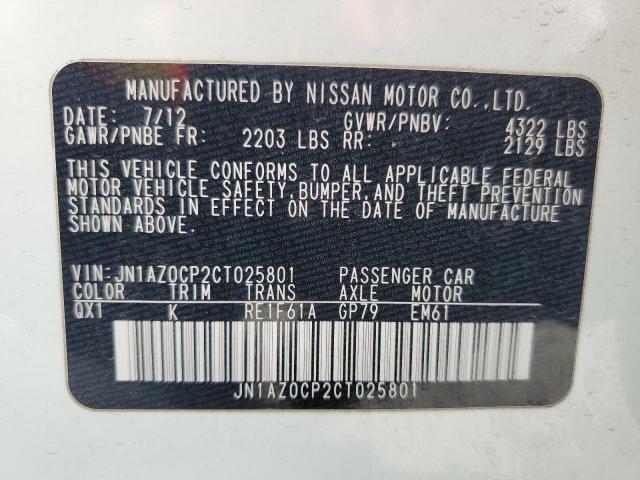 MANUFACTURED BY NISSAN MOTOR CO.,LTD.
DATE: 7/12 GVWR/PNBV: 4322 LBS
GAWR/PNBE FR: 2203 LBS RR: 2129 LBS
THIS VEHICLE CONFORMS TO ALL APPLICABLE FEDERAL
MOTOR VEHICLE SAFETY,BUMPER,AND THEFT PREVENTION
STANDARDS IN EFFECT ON THE DATE OF MANUFACTURE
SHOWN ABOVE.
VIN:JN1AZ0CP2CT025801 PASSENGER CAR
COLOR TRIM TRANS AXLE MOTOR
QX1 K RE1F61A GP79 EM61
JN1AZ0CP2CT025801